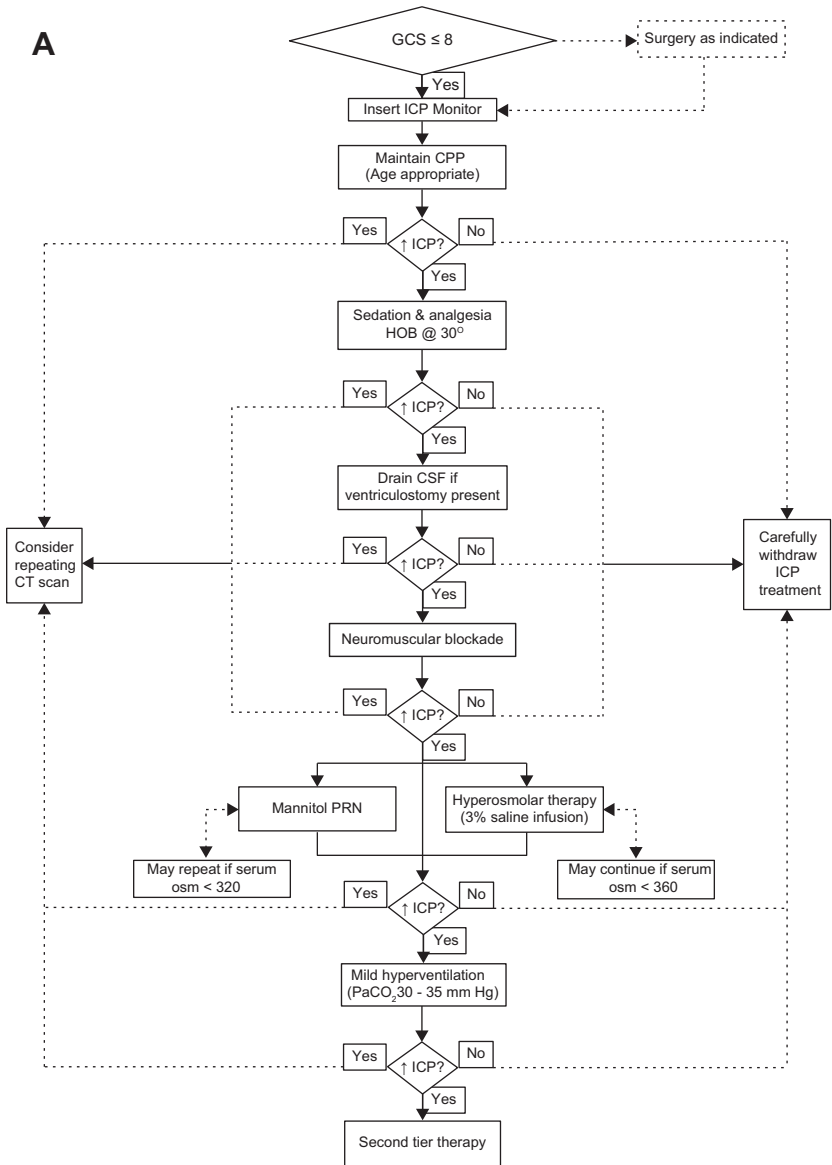 A
GCS ≤ 8
Surgery as indicated
Yes
Insert ICP Monitor
Maintain CPP
(Age appropriate)
Yes
↑ ICP?
No
Yes
Sedation & analgesia
HOB @ 30°
Yes
↑ ICP?
No
Yes
Drain CSF if
ventriculostomy present
Consider
repeating
CT scan
Yes
↑ ICP?
No
Carefully
withdraw
ICP
treatment
Yes
Neuromuscular blockade
Yes
↑ ICP?
No
Yes
Mannitol PRN
Hyperosmolar therapy
(3% saline infusion)
May repeat if serum
osm < 320
May continue if serum
osm < 360
Yes
↑ ICP?
No
Yes
Mild hyperventilation
(PaCO₂30 - 35 mm Hg)
Yes
↑ ICP?
No
Yes
Second tier therapy